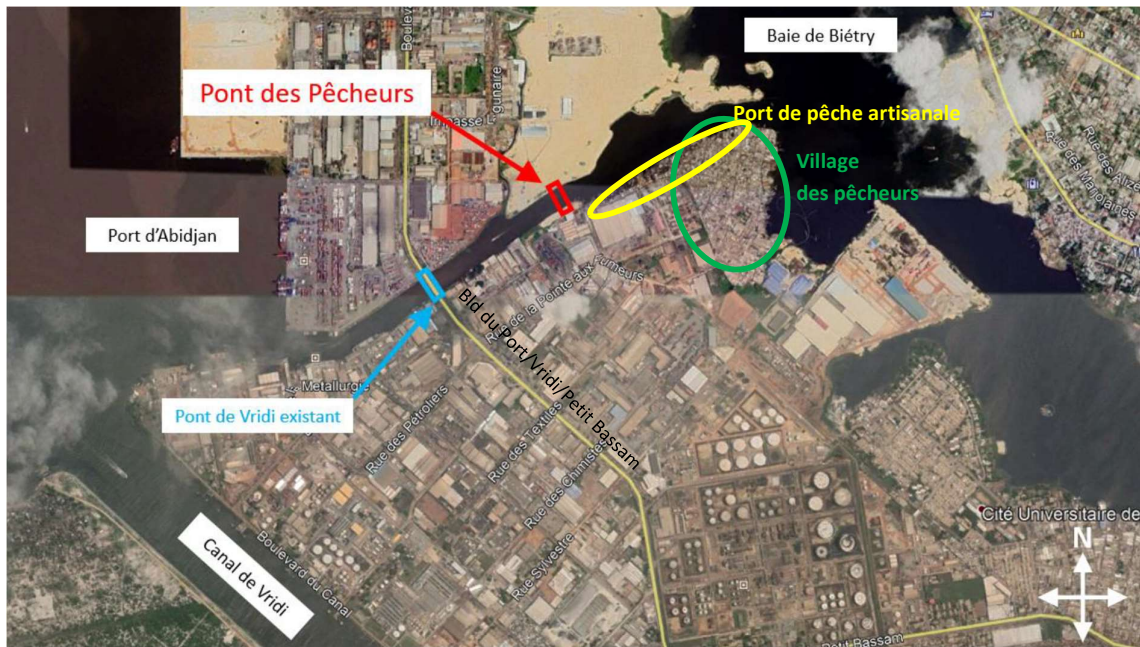 Baie de Biétry
Pont des Pêcheurs
Port de pêche artisanale
Village
des pêcheurs
Port d'Abidjan
Rue de la Pointe aux Fumeurs
Bld du Port/Vridi/Petit Bassam
Metallurgie
Pont de Vridi existant
Rue des Petroliers
Rue des Textiles
Rue des Chimistes
Rue Sylvestre
Cité Universitaire de
N
Canal de Vridi
Boulevard du Canal
Petit Bassam